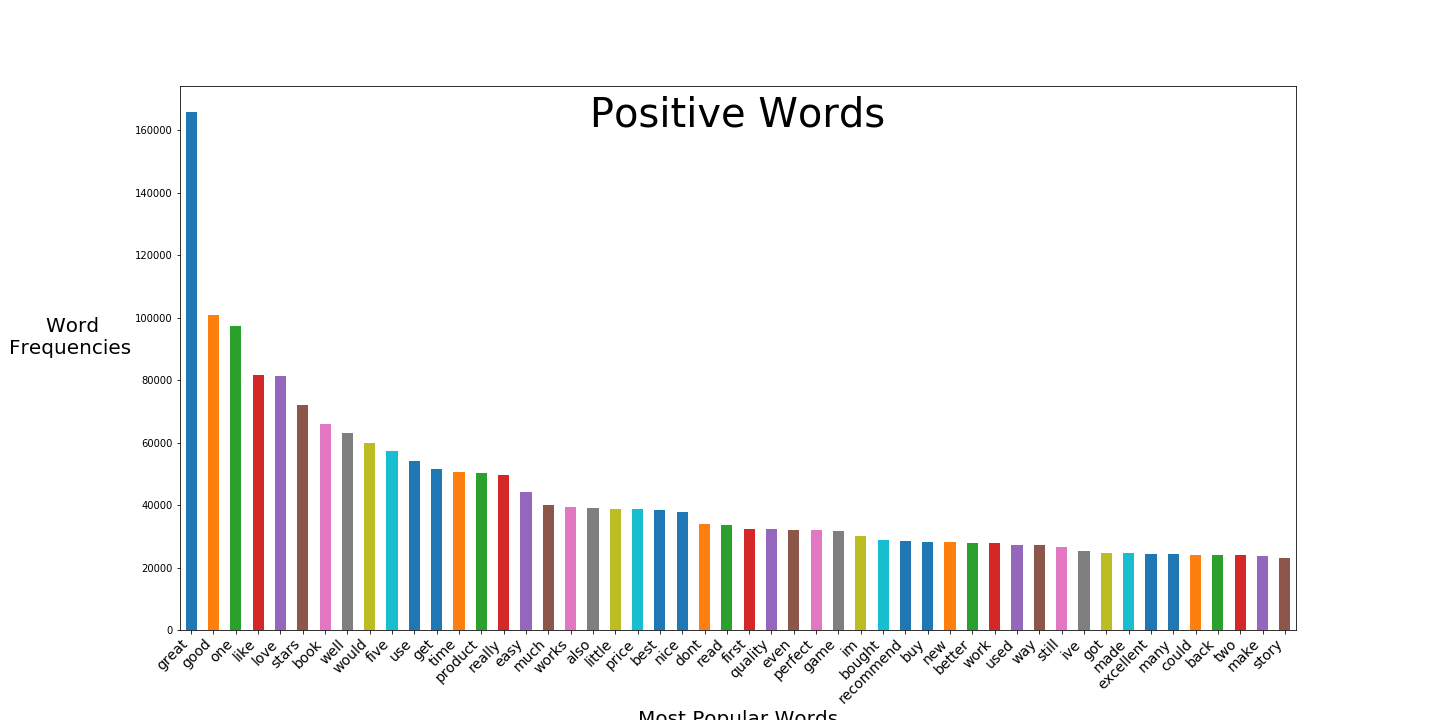 Positive Words
160000
140000
120000
100000
80000
60000
40000
20000
0
Word
Frequencies
great
good
one
like
love
stars
book
well
would
five
use
get
time
product
really
easy
much
works
also
little
price
best
nice
dont
read
first
quality
even
perfect
game
im
bought
recommend
buy
new
better
work
used
way
still
ive
got
made
excellent
many
could
back
two
make
story
Most Popular Words